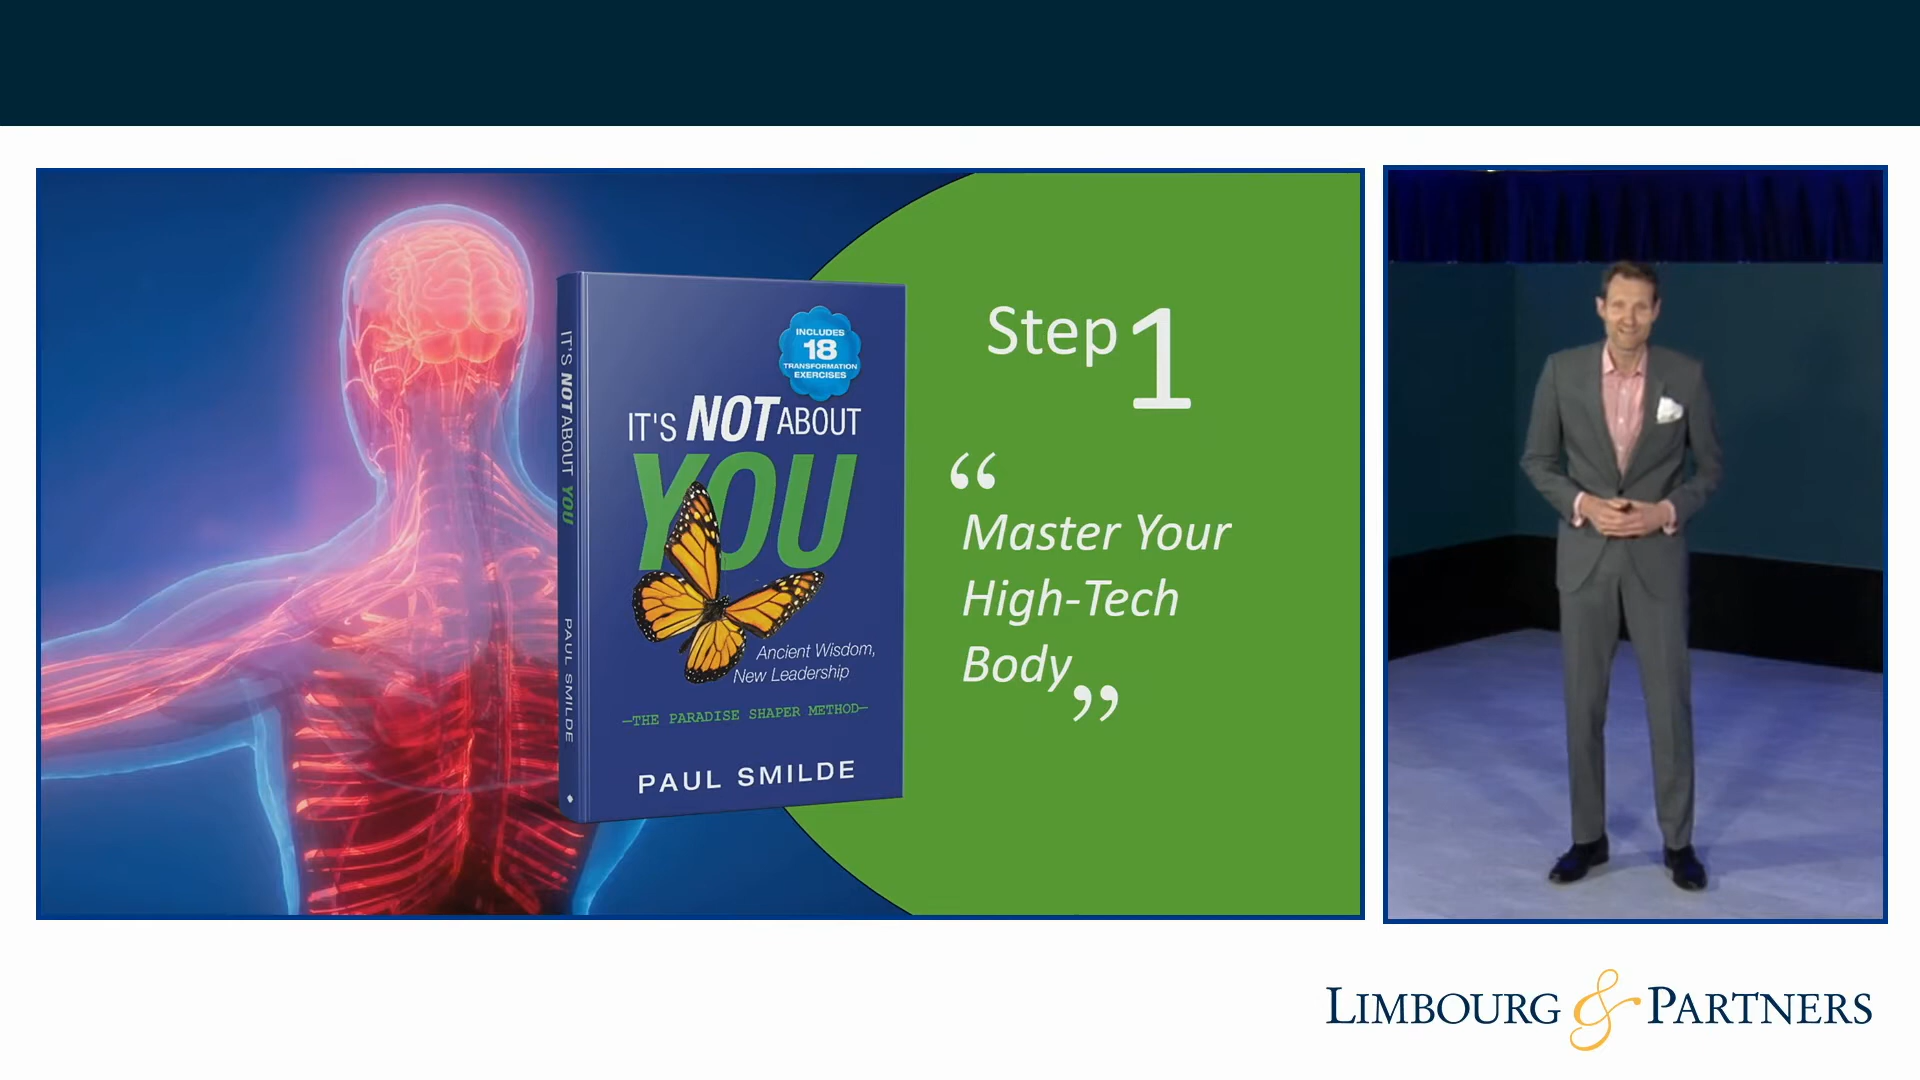 IT'S NOT ABOUT YOU
PAUL SMILDE
INCLUDES
18
TRANSFORMATION
EXERCISES
IT'S NOT ABOUT
YOU
Ancient Wisdom,
New Leadership
—THE PARADISE SHAPER METHOD—
PAUL SMILDE
Step 1
“
Master Your
High-Tech
Body
”
LIMBOURG & PARTNERS